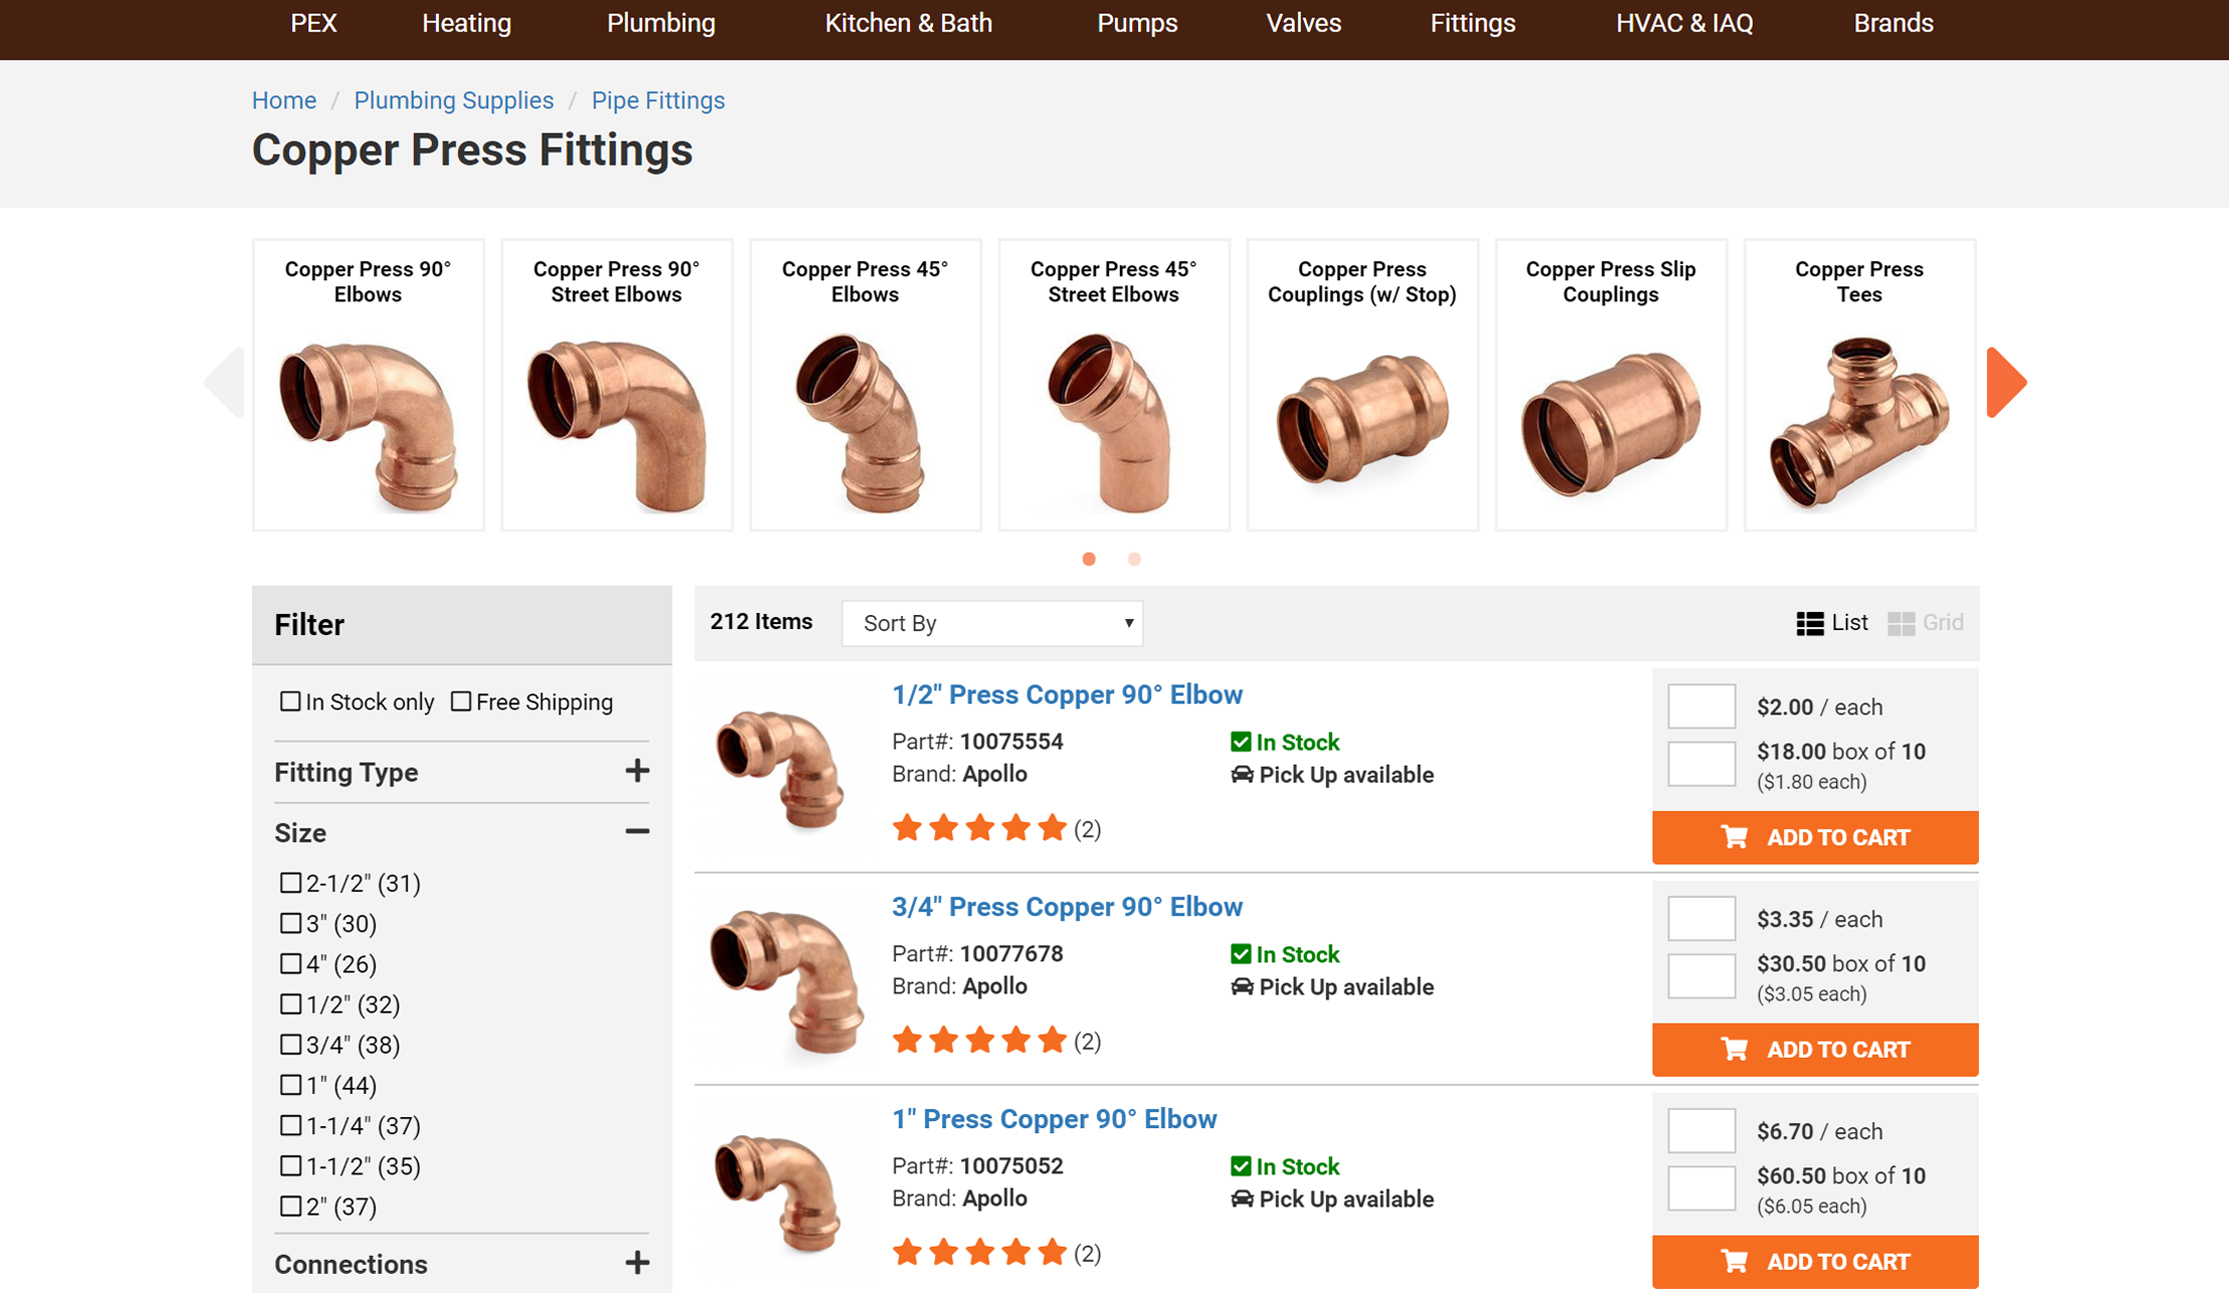 PEX Heating Plumbing Kitchen & Bath Pumps Valves Fittings HVAC & IAQ Brands
Home / Plumbing Supplies / Pipe Fittings
Copper Press Fittings
Copper Press 90°
Elbows
Copper Press 90°
Street Elbows
Copper Press 45°
Elbows
Copper Press 45°
Street Elbows
Copper Press
Couplings (w/ Stop)
Copper Press Slip
Couplings
Copper Press
Tees
Filter
In Stock only Free Shipping
Fitting Type
Size
2-1/2" (31)
3" (30)
4" (26)
1/2" (32)
3/4" (38)
1" (44)
1-1/4" (37)
1-1/2" (35)
2" (37)
Connections
212 Items Sort By List Grid
1/2" Press Copper 90° Elbow
Part#: 10075554
Brand: Apollo
In Stock
Pick Up available
(2)
$2.00 / each
$18.00 box of 10
($1.80 each)
ADD TO CART
3/4" Press Copper 90° Elbow
Part#: 10077678
Brand: Apollo
In Stock
Pick Up available
(2)
$3.35 / each
$30.50 box of 10
($3.05 each)
ADD TO CART
1" Press Copper 90° Elbow
Part#: 10075052
Brand: Apollo
In Stock
Pick Up available
(2)
$6.70 / each
$60.50 box of 10
($6.05 each)
ADD TO CART